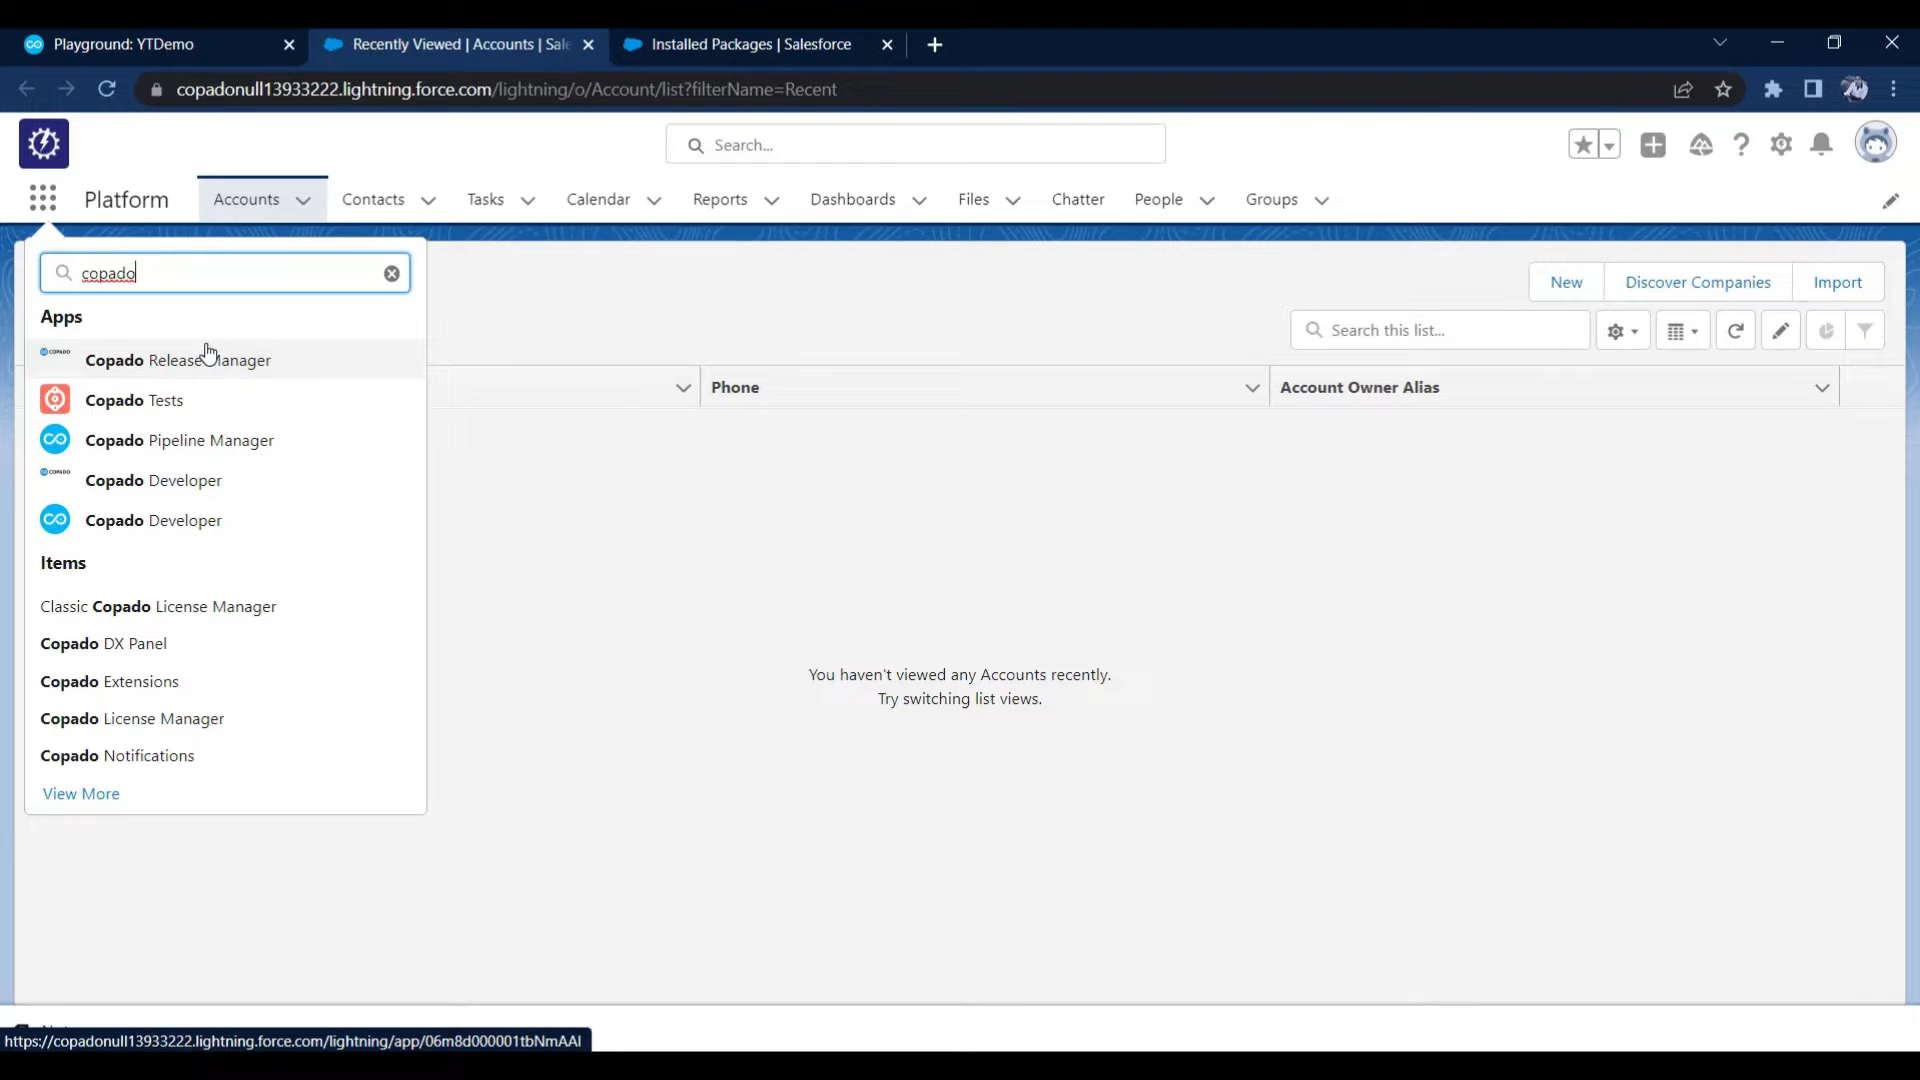 Playground: YTDemo
Recently Viewed | Accounts | Sal
Installed Packages | Salesforce
copadonull13933222.lightning.force.com/lightning/o/Account/list?filterName=Recent
Search...
Platform
Accounts
Contacts
Tasks
Calendar
Reports
Dashboards
Files
Chatter
People
Groups
copado
Apps
COPADO
Copado Release Manager
Copado Tests
Copado Pipeline Manager
COPADO
Copado Developer
Copado Developer
Items
Classic Copado License Manager
Copado DX Panel
Copado Extensions
Copado License Manager
Copado Notifications
View More
New
Discover Companies
Import
Search this list...
Phone
Account Owner Alias
You haven't viewed any Accounts recently.
Try switching list views.
https://copadonull13933222.lightning.force.com/lightning/app/06m8d000001tbNmAAI